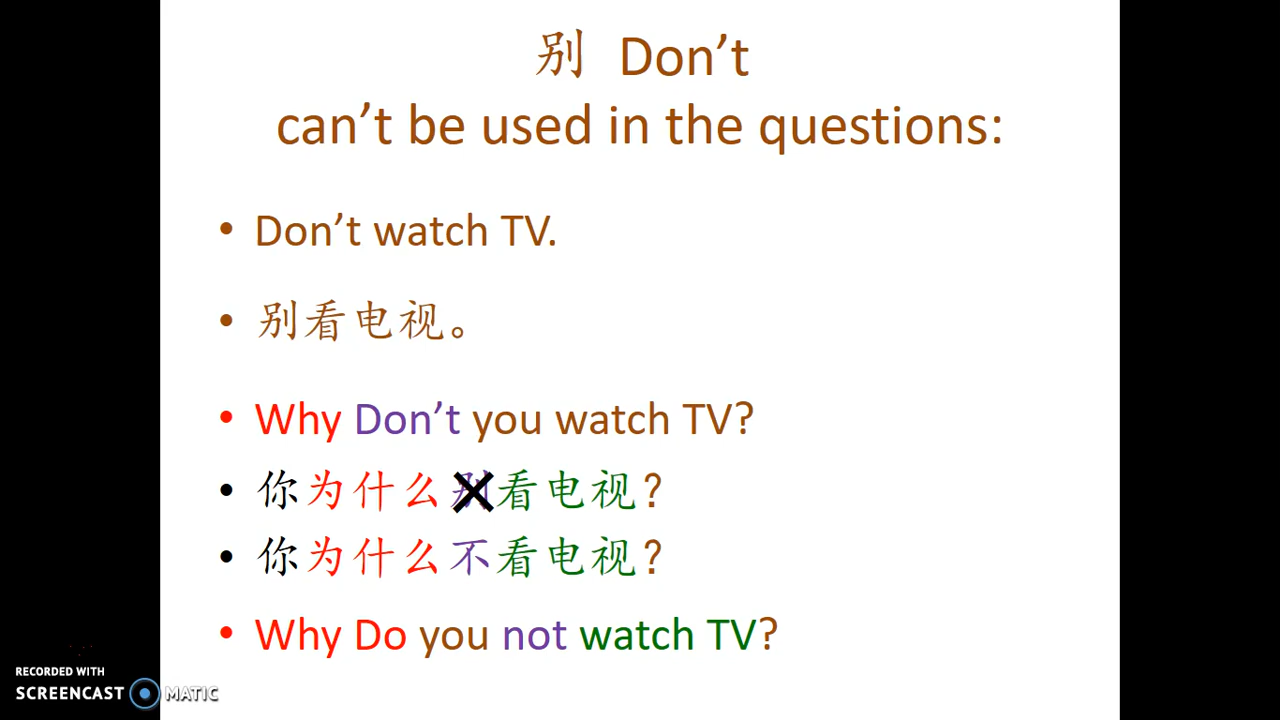 别 Don’t
can’t be used in the questions:
• Don’t watch TV.
• 别看电视。
• Why Don’t you watch TV?
• 你为什么别看电视?
• 你为什么不看电视?
• Why Do you not watch TV?
RECORDED WITH
SCREENCAST MATIC